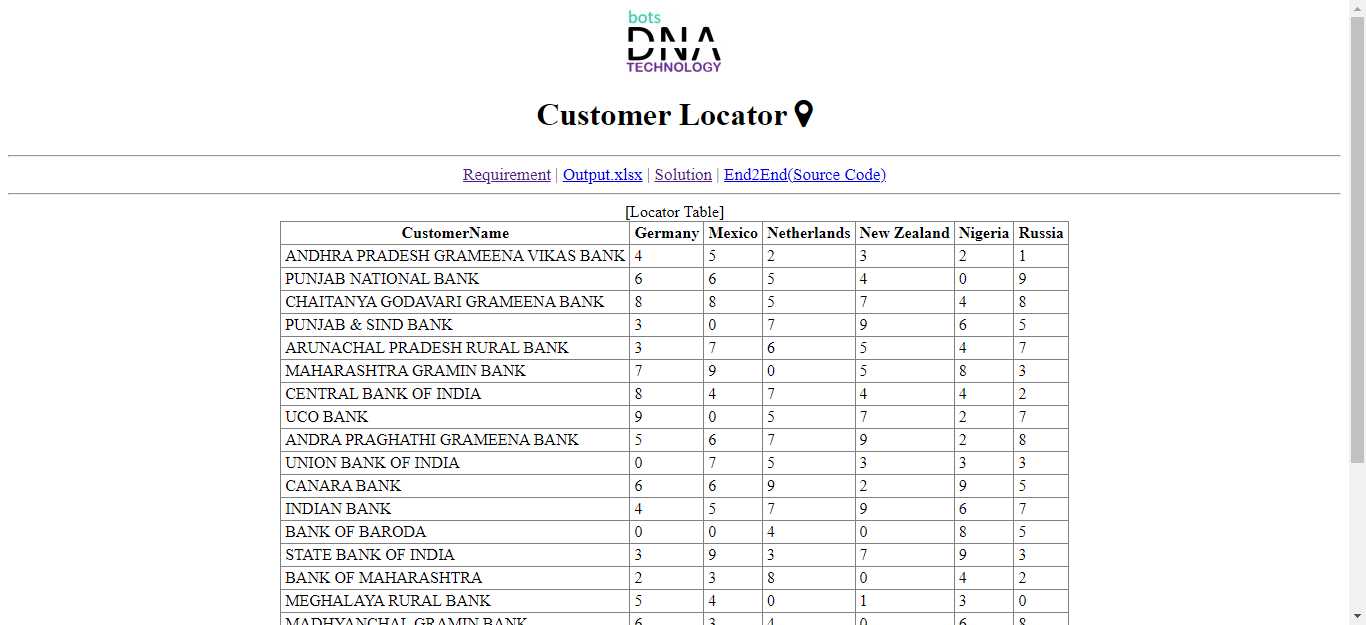 bots
DNA
TECHNOLOGY
Customer Locator
Requirement | Output.xlsx | Solution | End2End(Source Code)
[Locator Table]
CustomerName Germany Mexico Netherlands New Zealand Nigeria Russia
ANDHRA PRADESH GRAMEENA VIKAS BANK 4 5 2 3 2 1
PUNJAB NATIONAL BANK 6 6 5 4 0 9
CHAITANYA GODAVARI GRAMEENA BANK 8 8 5 7 4 8
PUNJAB & SIND BANK 3 0 7 9 6 5
ARUNACHAL PRADESH RURAL BANK 3 7 6 5 4 7
MAHARASHTRA GRAMIN BANK 7 9 0 5 8 3
CENTRAL BANK OF INDIA 8 4 7 4 4 2
UCO BANK 9 0 5 7 2 7
ANDRA PRAGHATHI GRAMEENA BANK 5 6 7 9 2 8
UNION BANK OF INDIA 0 7 5 3 3 3
CANARA BANK 6 6 9 2 9 5
INDIAN BANK 4 5 7 9 6 7
BANK OF BARODA 0 0 4 0 8 5
STATE BANK OF INDIA 3 9 3 7 9 3
BANK OF MAHARASHTRA 2 3 8 0 4 2
MEGHALAYA RURAL BANK 5 4 0 1 3 0
MADHYANCHAL GRAMIN BANK 6 3 4 0 6 8